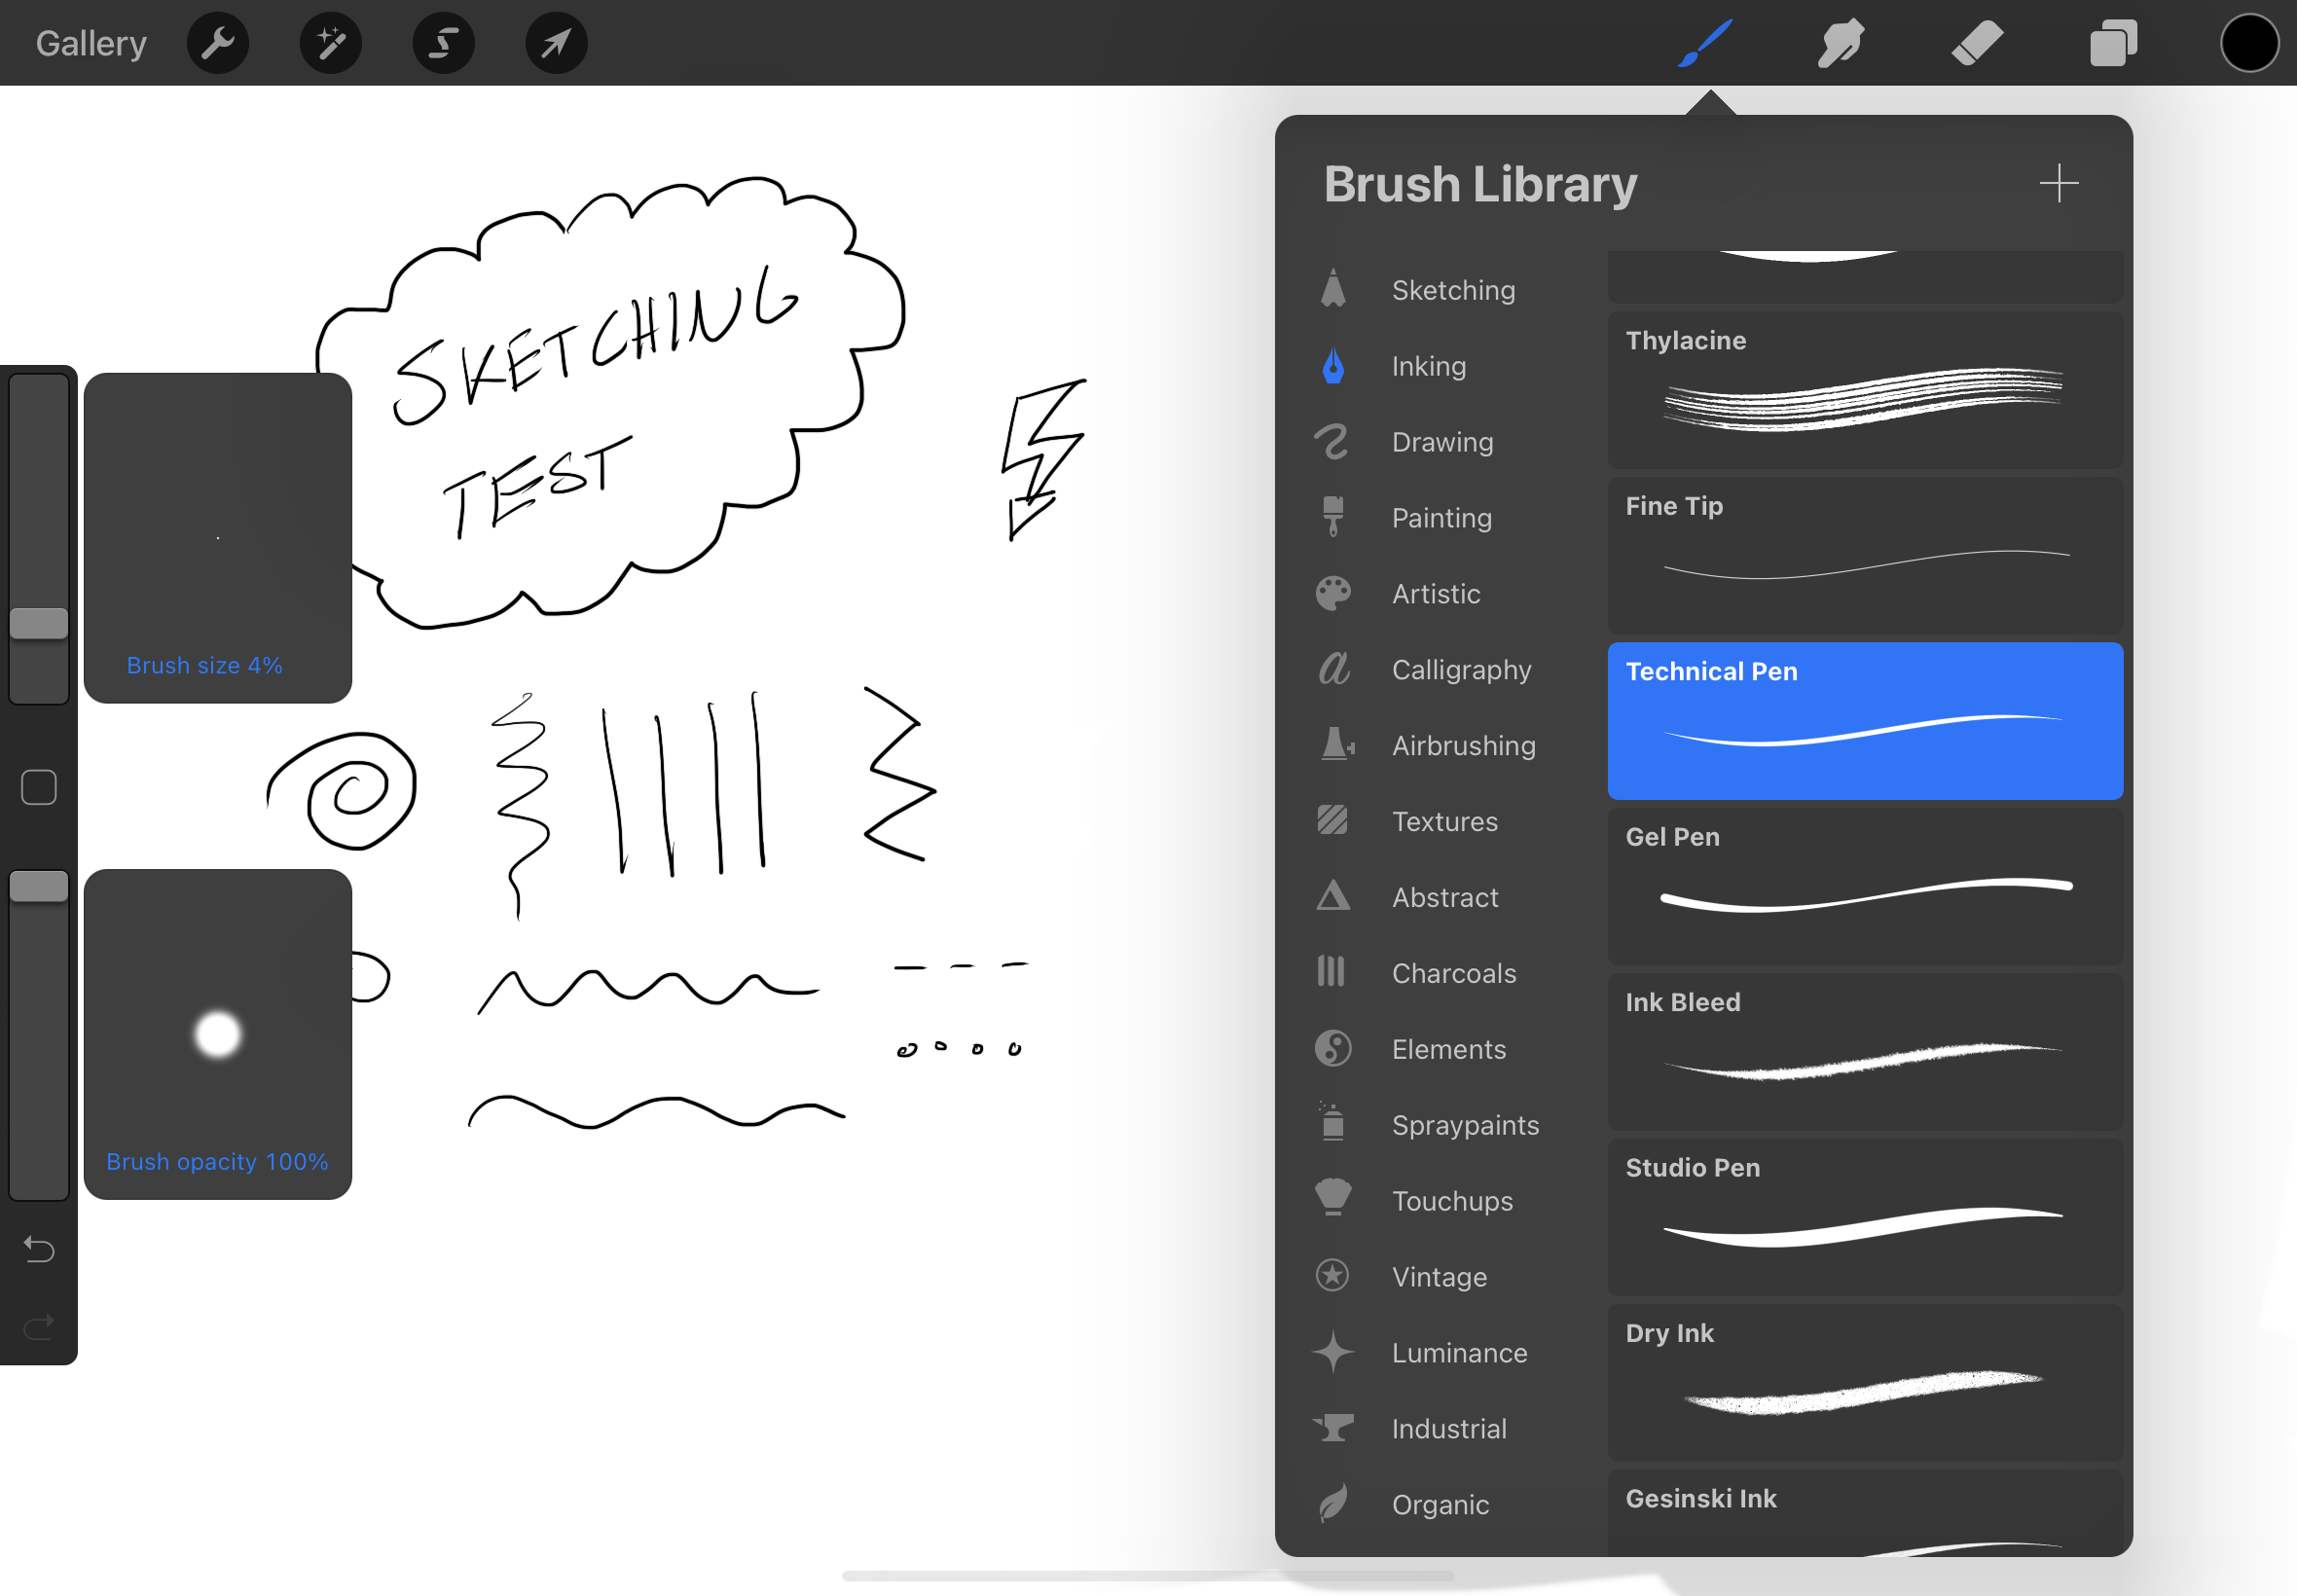 Gallery
SKETCHING
TEST
Brush size 4%
Brush opacity 100%
Brush Library
Sketching
Inking
Drawing
Painting
Artistic
Calligraphy
Airbrushing
Textures
Abstract
Charcoals
Elements
Spraypaints
Touchups
Vintage
Luminance
Industrial
Organic
Thylacine
Fine Tip
Technical Pen
Gel Pen
Ink Bleed
Studio Pen
Dry Ink
Gesinski Ink